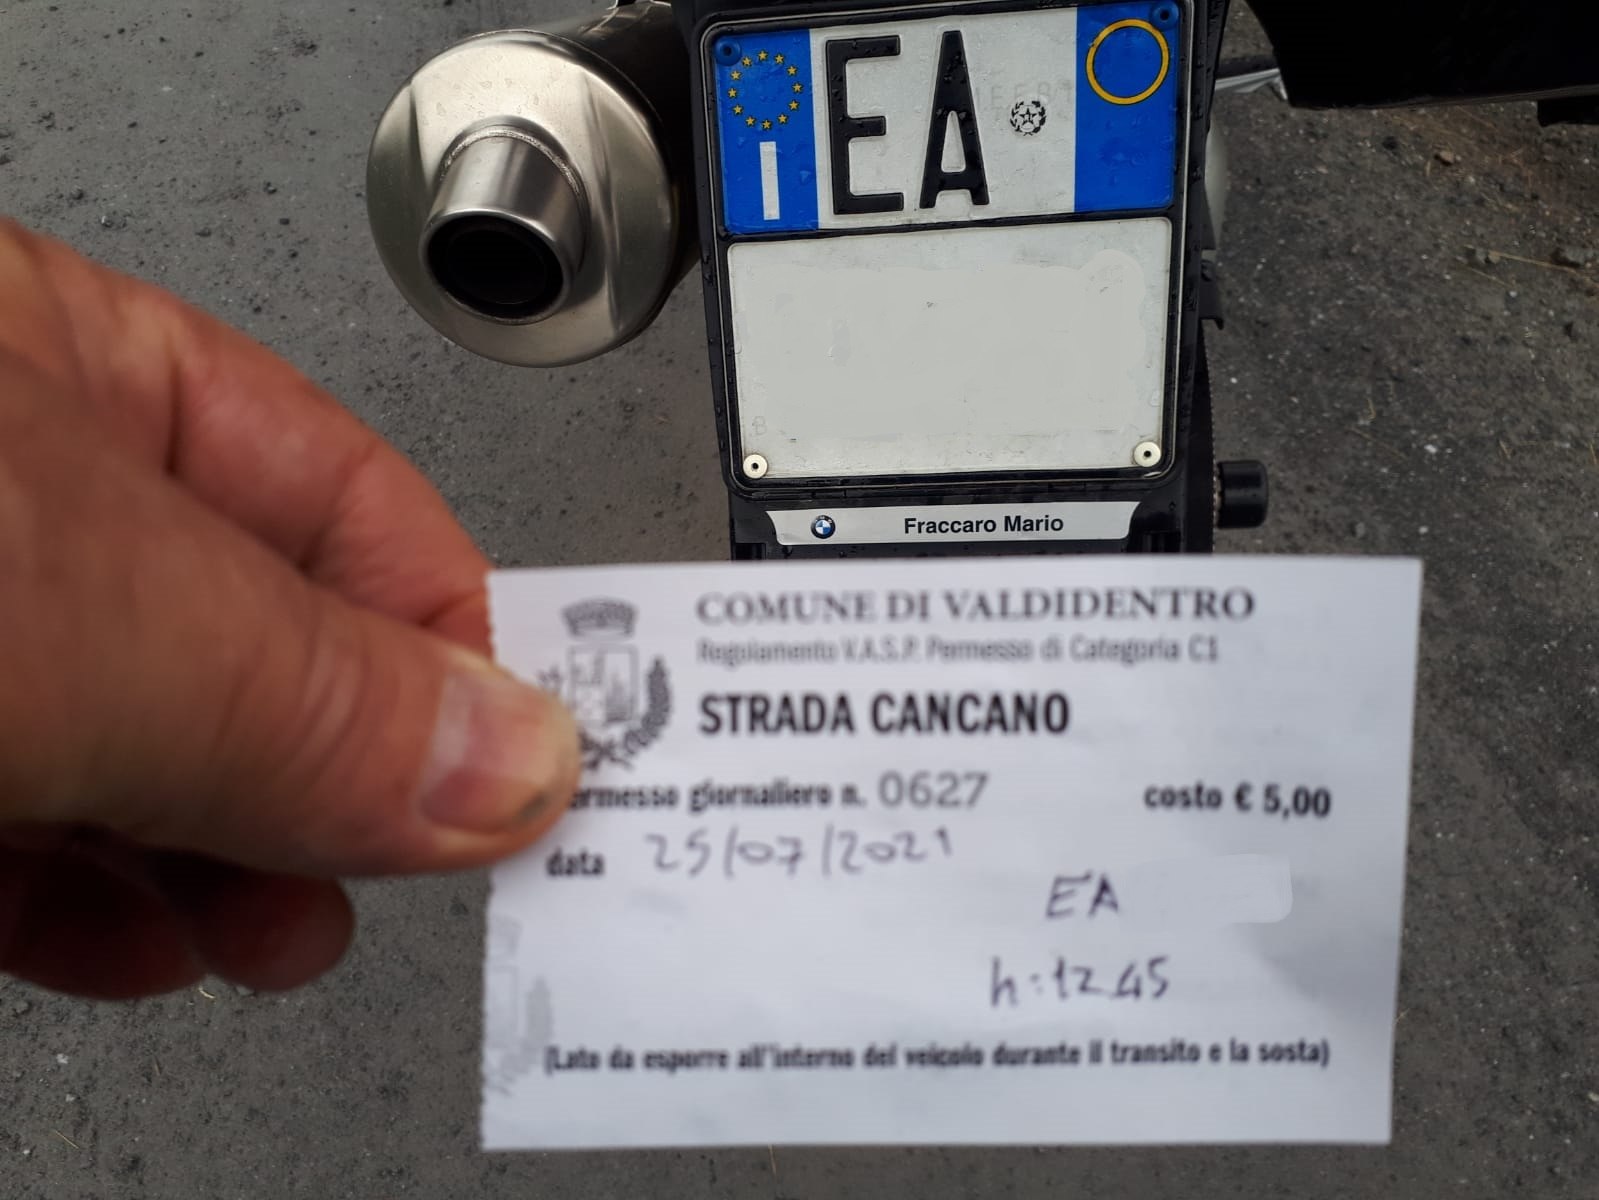 EA
I
Fraccaro Mario
COMUNE DI VALDIDENTRO
Regolamento V.A.S.P. Permesso di Categoria C1
STRADA CANCANO
ermesso giornaliero n. 0627 costo € 5,00
data 25/07/2021
EA
h:12.45
(Lato da esporre all'interno del veicolo durante il transito e la sosta)